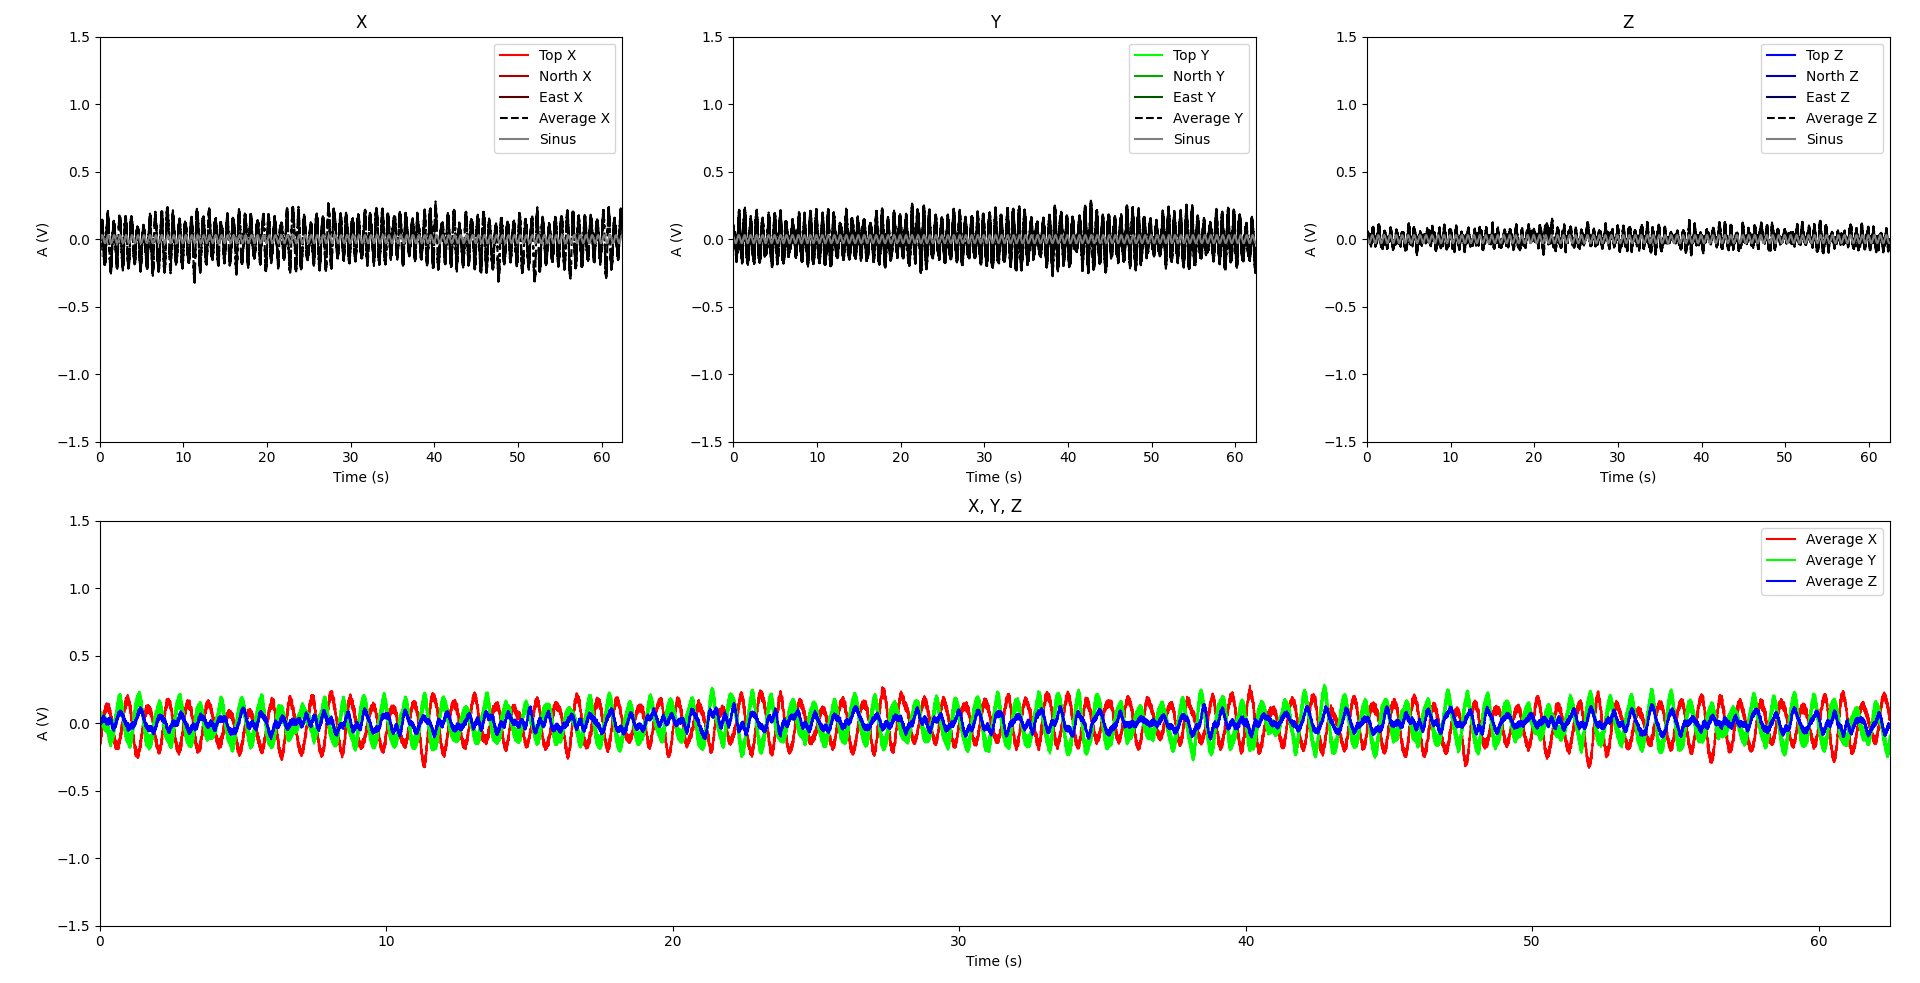 X
1.5
1.0
0.5
0.0
−0.5
−1.0
−1.5
A (V)
0 10 20 30 40 50 60
Time (s)
Top X
North X
East X
Average X
Sinus
Y
1.5
1.0
0.5
0.0
−0.5
−1.0
−1.5
A (V)
0 10 20 30 40 50 60
Time (s)
Top Y
North Y
East Y
Average Y
Sinus
Z
1.5
1.0
0.5
0.0
−0.5
−1.0
−1.5
A (V)
0 10 20 30 40 50 60
Time (s)
Top Z
North Z
East Z
Average Z
Sinus
X, Y, Z
1.5
1.0
0.5
0.0
−0.5
−1.0
−1.5
A (V)
0 10 20 30 40 50 60
Time (s)
Average X
Average Y
Average Z